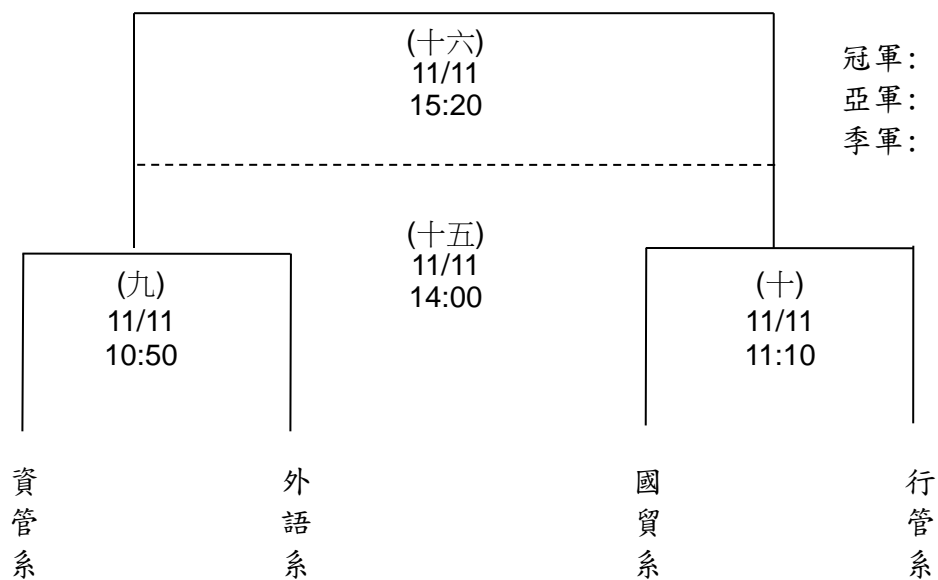 (十六)
11/11
15:20
冠軍:
亞軍:
季軍:
(十五)
11/11
14:00
(九)
11/11
10:50
(十)
11/11
11:10
資管系
外語系
國貿系
行管系